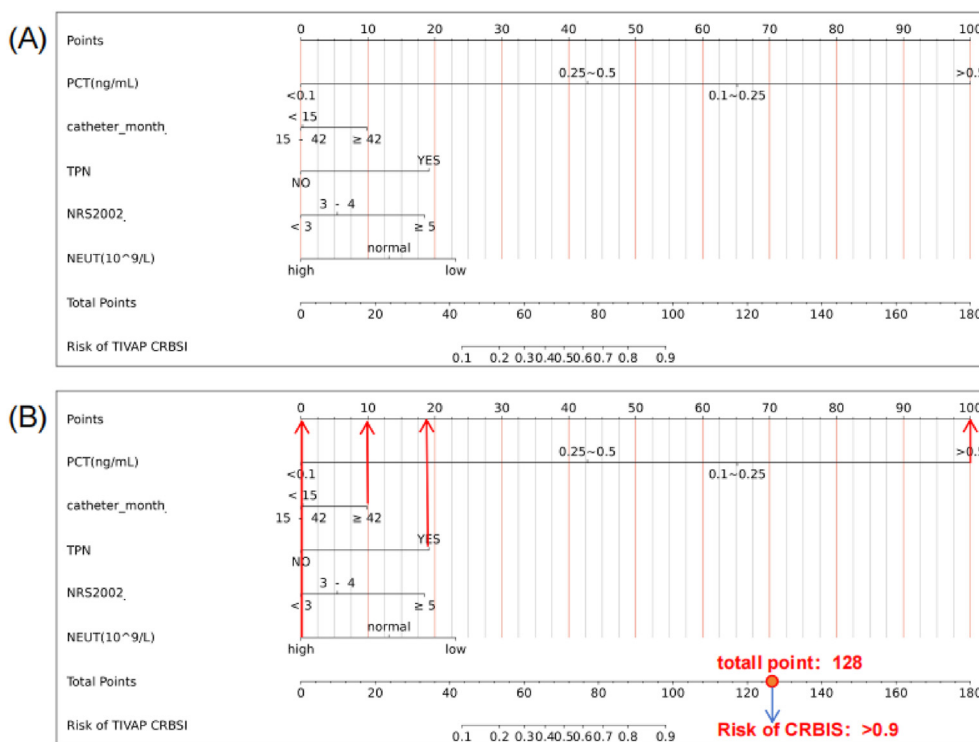 (A)
Points 0 10 20 30 40 50 60 70 80 90 100
0.25~0.5 >0.5
PCT(ng/mL)
<0.1 0.1~0.25
< 15
catheter_month
15 - 42 ≥ 42
YES
TPN
NO
3 - 4
NRS2002
< 3 ≥ 5
normal
NEUT(10^9/L)
high low
Total Points
0 20 40 60 80 100 120 140 160 180
Risk of TIVAP CRBSI
0.1 0.2 0.3 0.4 0.5 0.6 0.7 0.8 0.9
(B)
0 10 20 30 40 50 60 70 80 90 100
Points
0.25~0.5 >0.5
PCT(ng/mL)
<0.1 0.1~0.25
< 15
catheter_month
15 - 42 ≥ 42
YES
TPN
NO
3 - 4
NRS2002
< 3 ≥ 5
normal
NEUT(10^9/L)
high low
totall point: 128
Total Points
0 20 40 60 80 100 120 140 160 180
Risk of TIVAP CRBSI Risk of CRBIS: >0.9
0.1 0.2 0.3 0.4 0.5 0.6 0.7 0.8 0.9